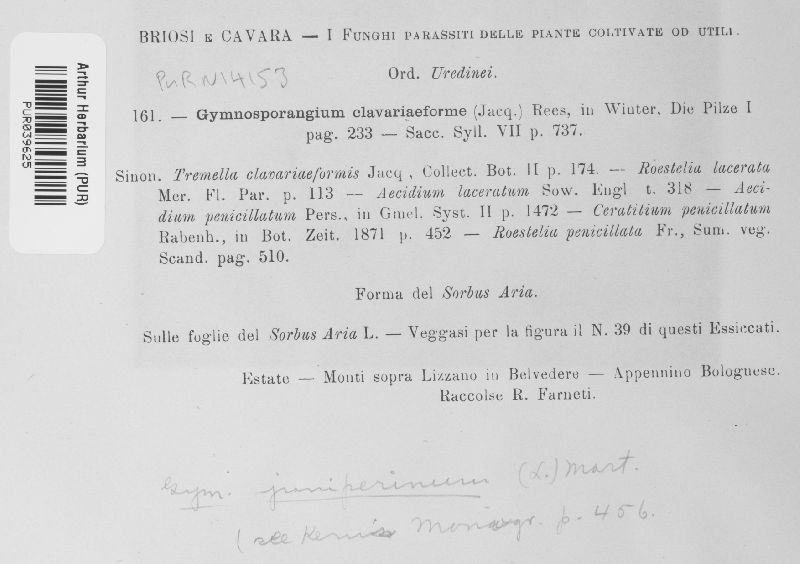 BRIOSI E CAVARA — I FUNGHI PARASSITI DELLE PIANTE COLTIVATE OD UTILI.
PUR N14153
Ord. Uredinei.
161. — Gymnosporangium clavariaeforme (Jacq.) Rees, in Winter, Die Pilze I
pag. 233 — Sacc. Syll. VII p. 737.
Sinon. Tremella clavariaeformis Jacq , Collect. Bot. II p. 174. — Roestelia lacerata
Mer. Fl. Par. p. 113 — Aecidium laceratum Sow. Engl t. 318 — Aeci-
dium penicillatum Pers., in Gmel. Syst. II p. 1472 — Ceratitium penicillatum
Rabenh., in Bot. Zeit. 1871 p. 452 — Roestelia penicillata Fr., Sum. veg.
Scand. pag. 510.
Forma del Sorbus Aria.
Sulle foglie del Sorbus Aria L. — Veggasi per la figura il N. 39 di questi Essiccati.
Estate — Monti sopra Lizzano in Belvedere — Appennino Bolognese.
Raccolse R. Farneti.
Gym. juniperinum (L.) Mart.
( see Kern's Monogr. p. 456.
Arthur Herbarium (PUR)
PUR039625